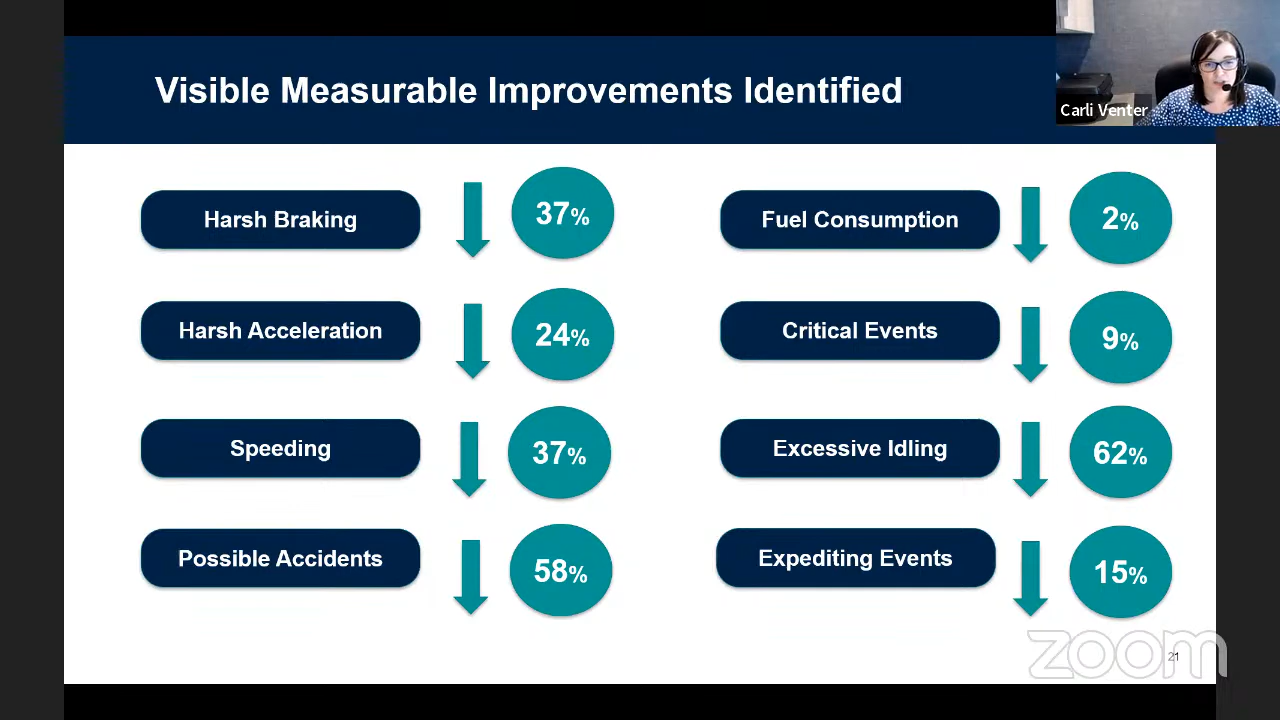 Visible Measurable Improvements Identified
Carli Venter
Harsh Braking
37%
Fuel Consumption
2%
Harsh Acceleration
24%
Critical Events
9%
Speeding
37%
Excessive Idling
62%
Possible Accidents
58%
Expediting Events
15%
zoom
21